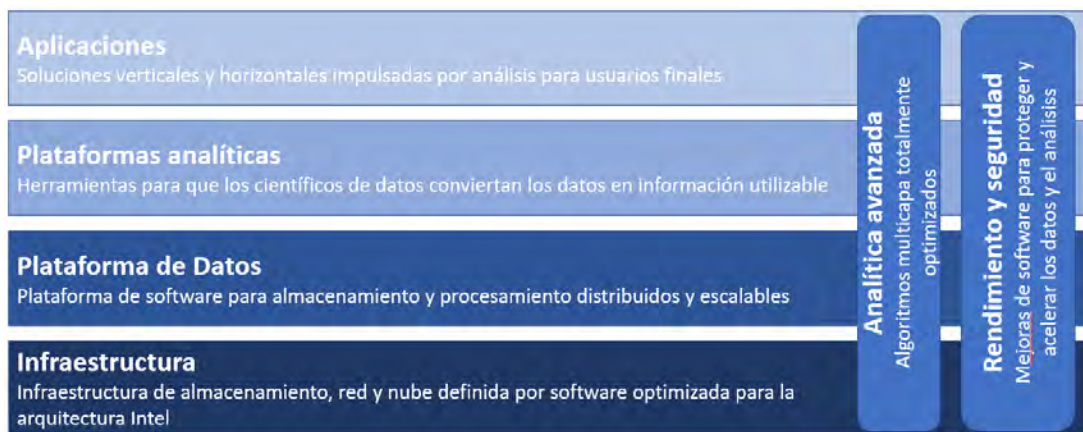 Aplicaciones
Soluciones verticales y horizontales impulsadas por análisis para usuarios finales
Plataformas analíticas
Herramientas para que los científicos de datos conviertan los datos en información utilizable
Plataforma de Datos
Plataforma de software para almacenamiento y procesamiento distribuidos y escalables
Infraestructura
Infraestructura de almacenamiento, red y nube definida por software optimizada para la
arquitectura Intel
Analítica avanzada
Algoritmos multicapa totalmente
optimizados
Rendimiento y seguridad
Mejoras de software para proteger y
acelerar los datos y el análisiss